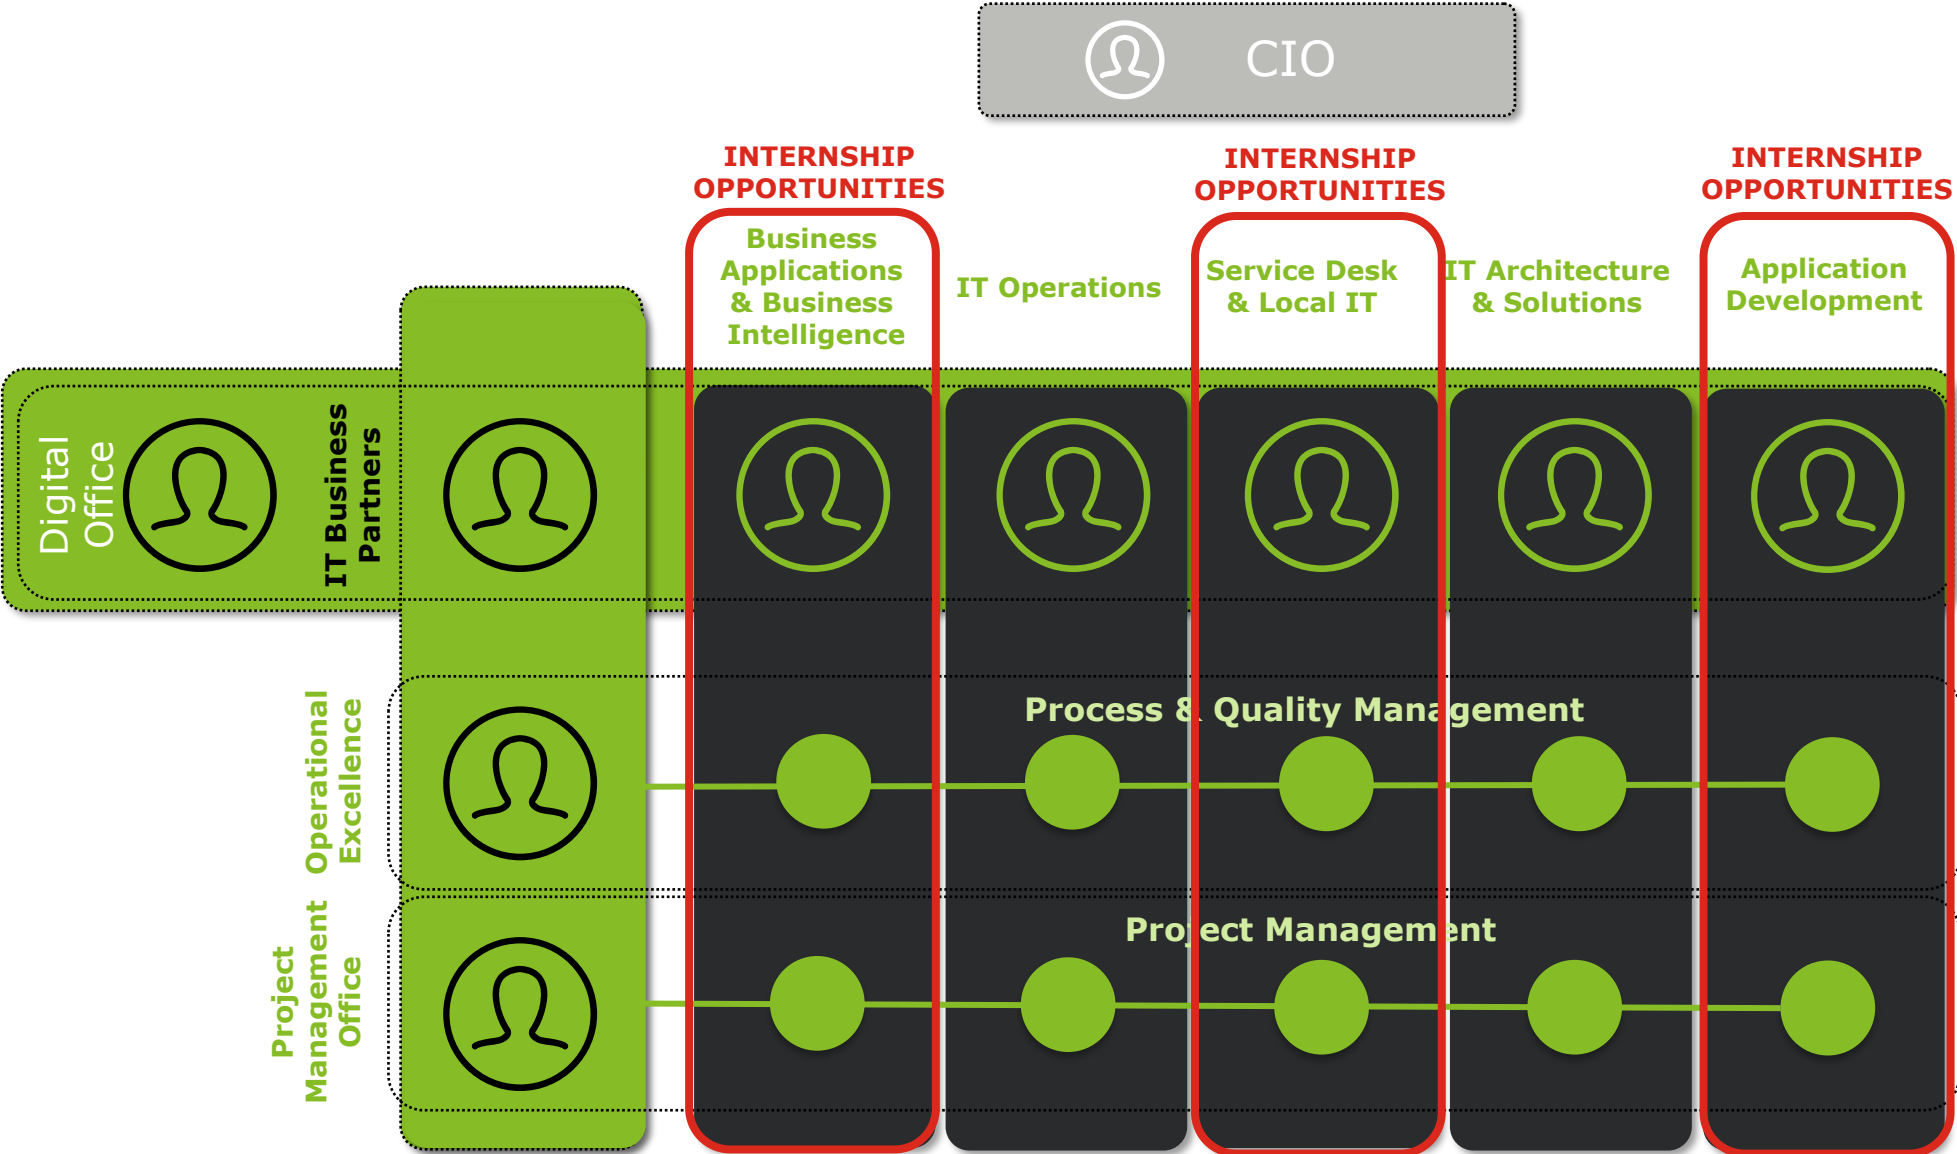 CIO
INTERNSHIP
OPPORTUNITIES
INTERNSHIP
OPPORTUNITIES
INTERNSHIP
OPPORTUNITIES
Business
Applications
& Business
Intelligence
IT Operations
Service Desk
& Local IT
IT Architecture
& Solutions
Application
Development
Digital
Office
IT Business
Partners
Operational
Excellence
Process & Quality Management
Project
Management
Office
Project Management